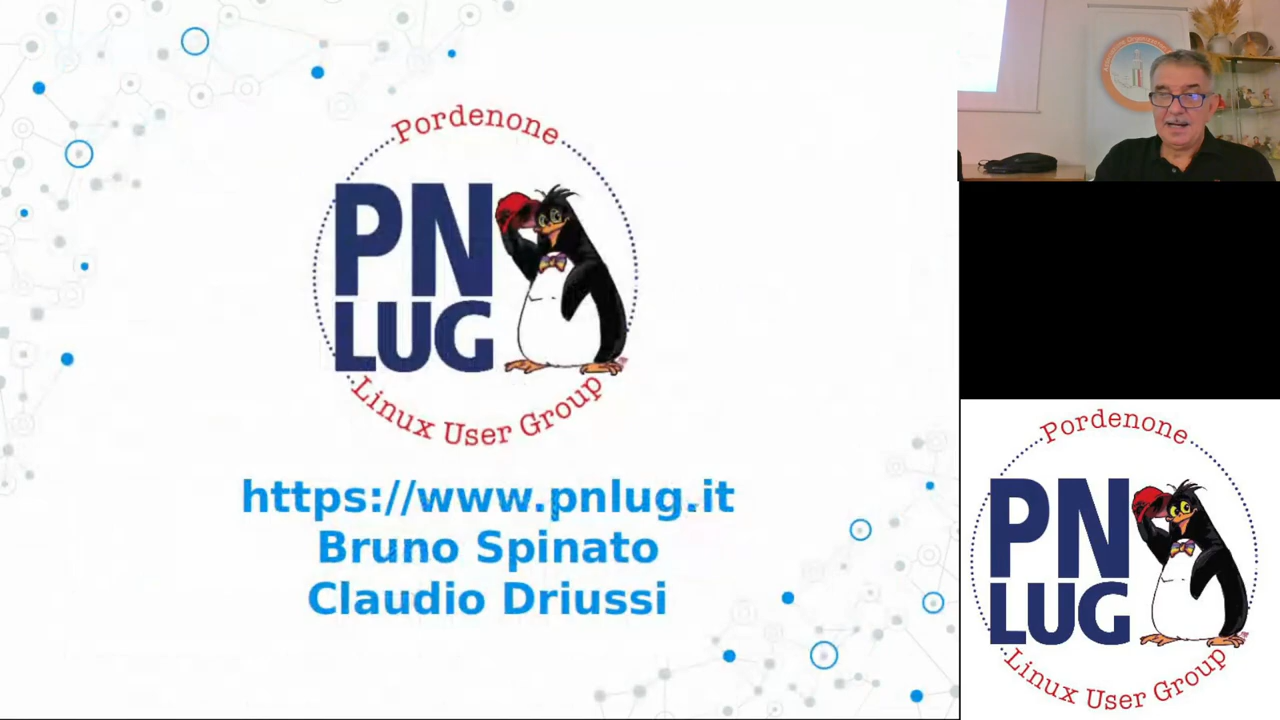 Pordenone
PN
LUG
Linux User Group
https://www.pnlug.it
Bruno Spinato
Claudio Driussi
Pordenone
PN
LUG
Linux User Group